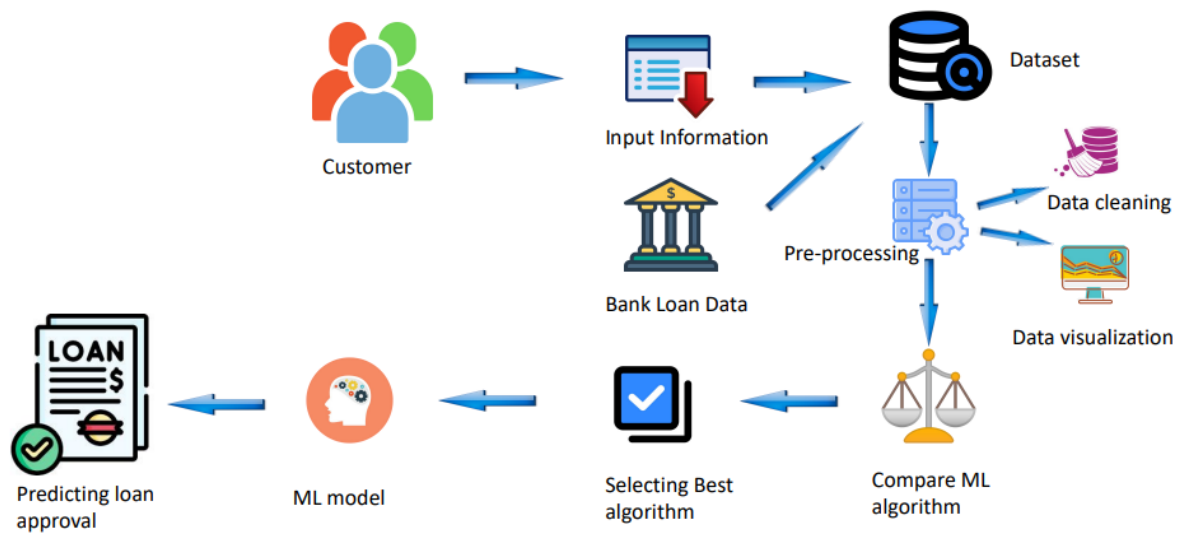 Customer
Input Information
Dataset
$
Bank Loan Data
Pre-processing
Data cleaning
Data visualization
LOAN
$
Predicting loan
approval
ML model
Selecting Best
algorithm
Compare ML
algorithm